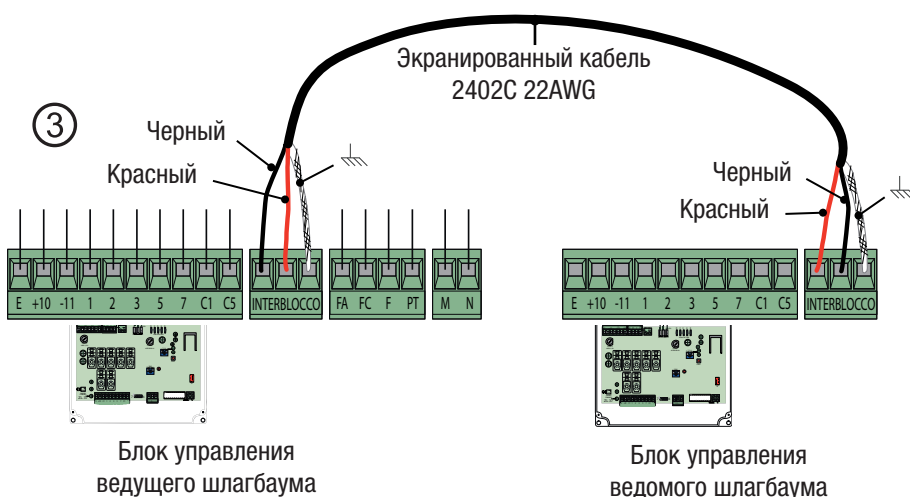 Экранированный кабель
2402C 22AWG
3
Черный
Красный
Черный
Красный
E +10 -11 1 2 3 5 7 C1 C5 INTERBLOCCO FA FC F PT M N
E +10 -11 1 2 3 5 7 C1 C5 INTERBLOCCO
Блок управления
ведущего шлагбаума
Блок управления
ведомого шлагбаума